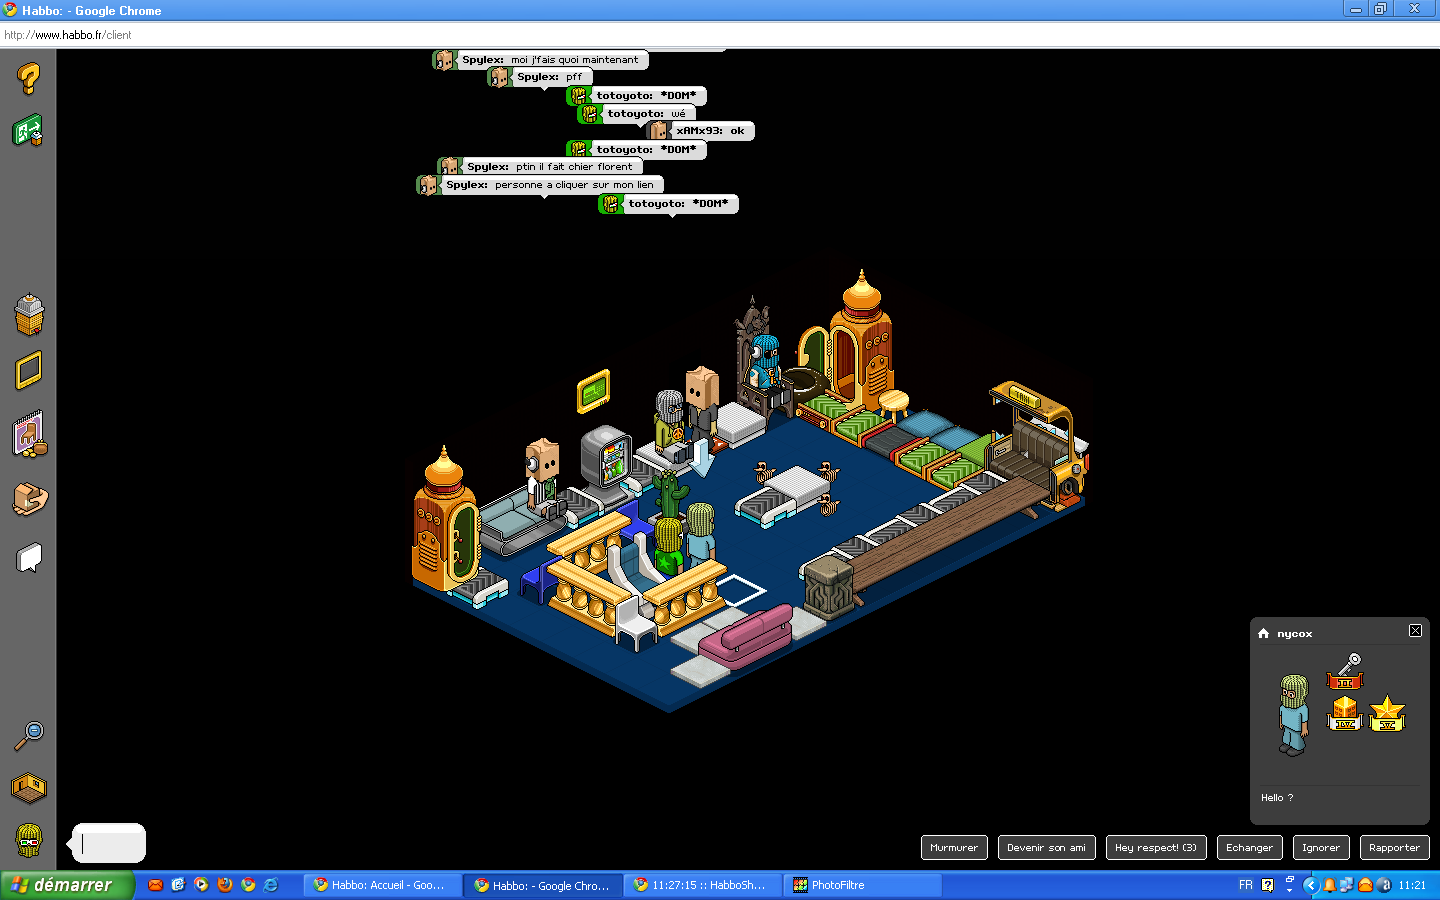 Habbo: - Google Chrome
http://www.habbo.fr/client
Spylex: moi j'fais quoi maintenant
Spylex: pff
totoyoto: *DOM*
totoyoto: wé
xAMx93: ok
totoyoto: *DOM*
Spylex: ptin il fait chier florent
Spylex: personne a cliquer sur mon lien
totoyoto: *DOM*
nycox
III
IV V
Hello ?
Murmurer Devenir son ami Hey respect! (3) Echanger Ignorer Rapporter
démarrer Habbo: Accueil - Goo... Habbo: - Google Chro... 11:27:15 :: HabboSh... PhotoFiltre FR 11:21